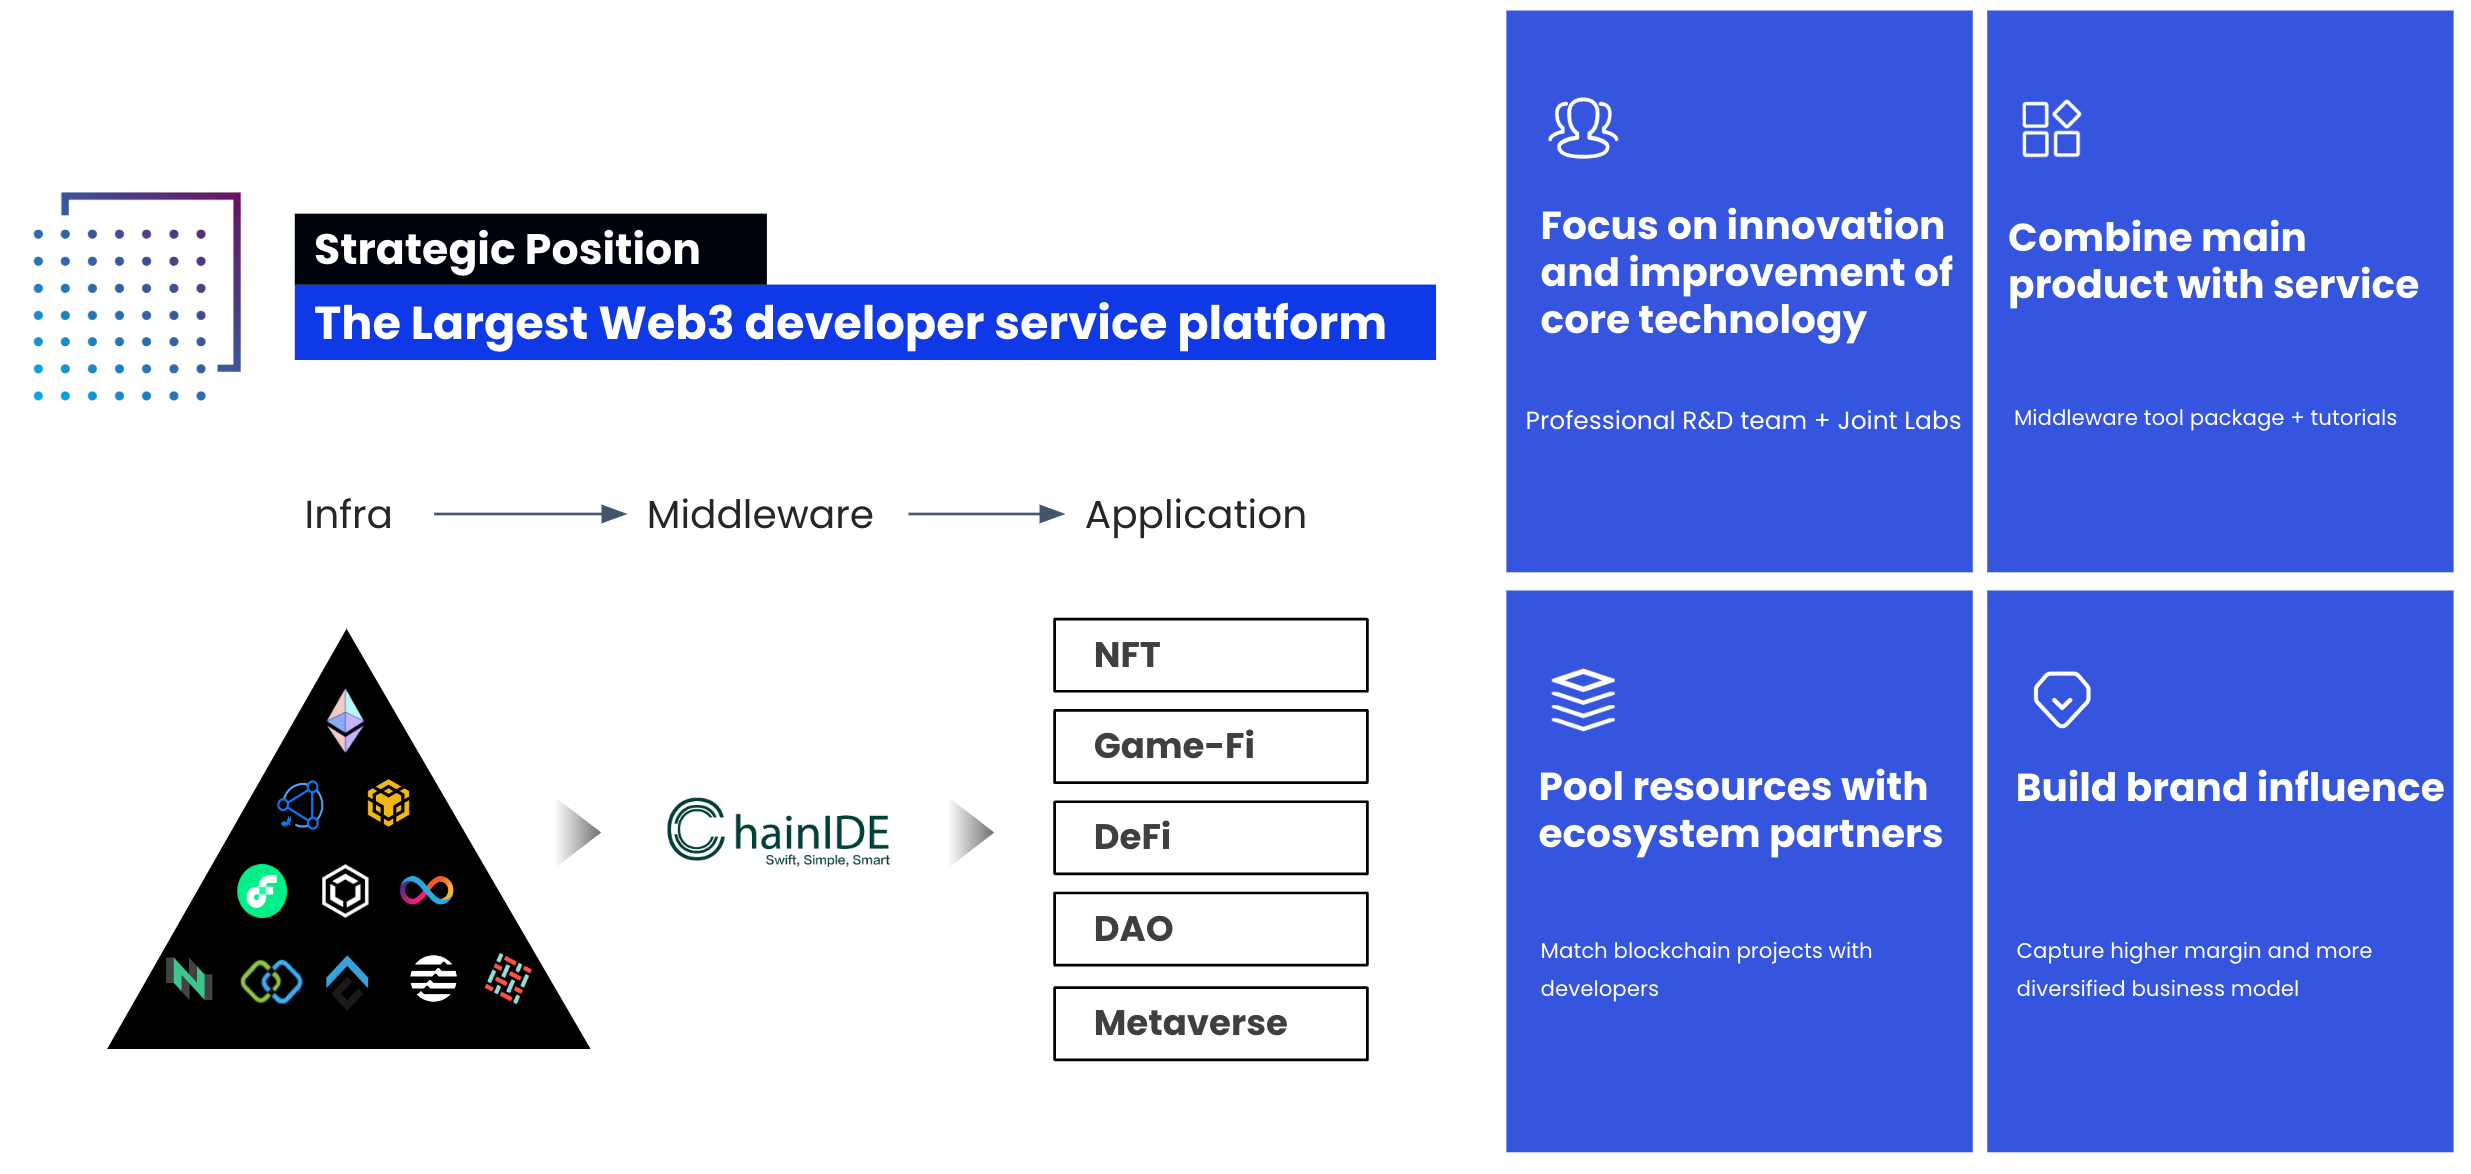 Strategic Position
The Largest Web3 developer service platform
Infra
Middleware
Application
ChainIDE
Swift, Simple, Smart
NFT
Game-Fi
DeFi
DAO
Metaverse
Focus on innovation
and improvement of
core technology
Professional R&D team + Joint Labs
Combine main
product with service
Middleware tool package + tutorials
Pool resources with
ecosystem partners
Match blockchain projects with
developers
Build brand influence
Capture higher margin and more
diversified business model